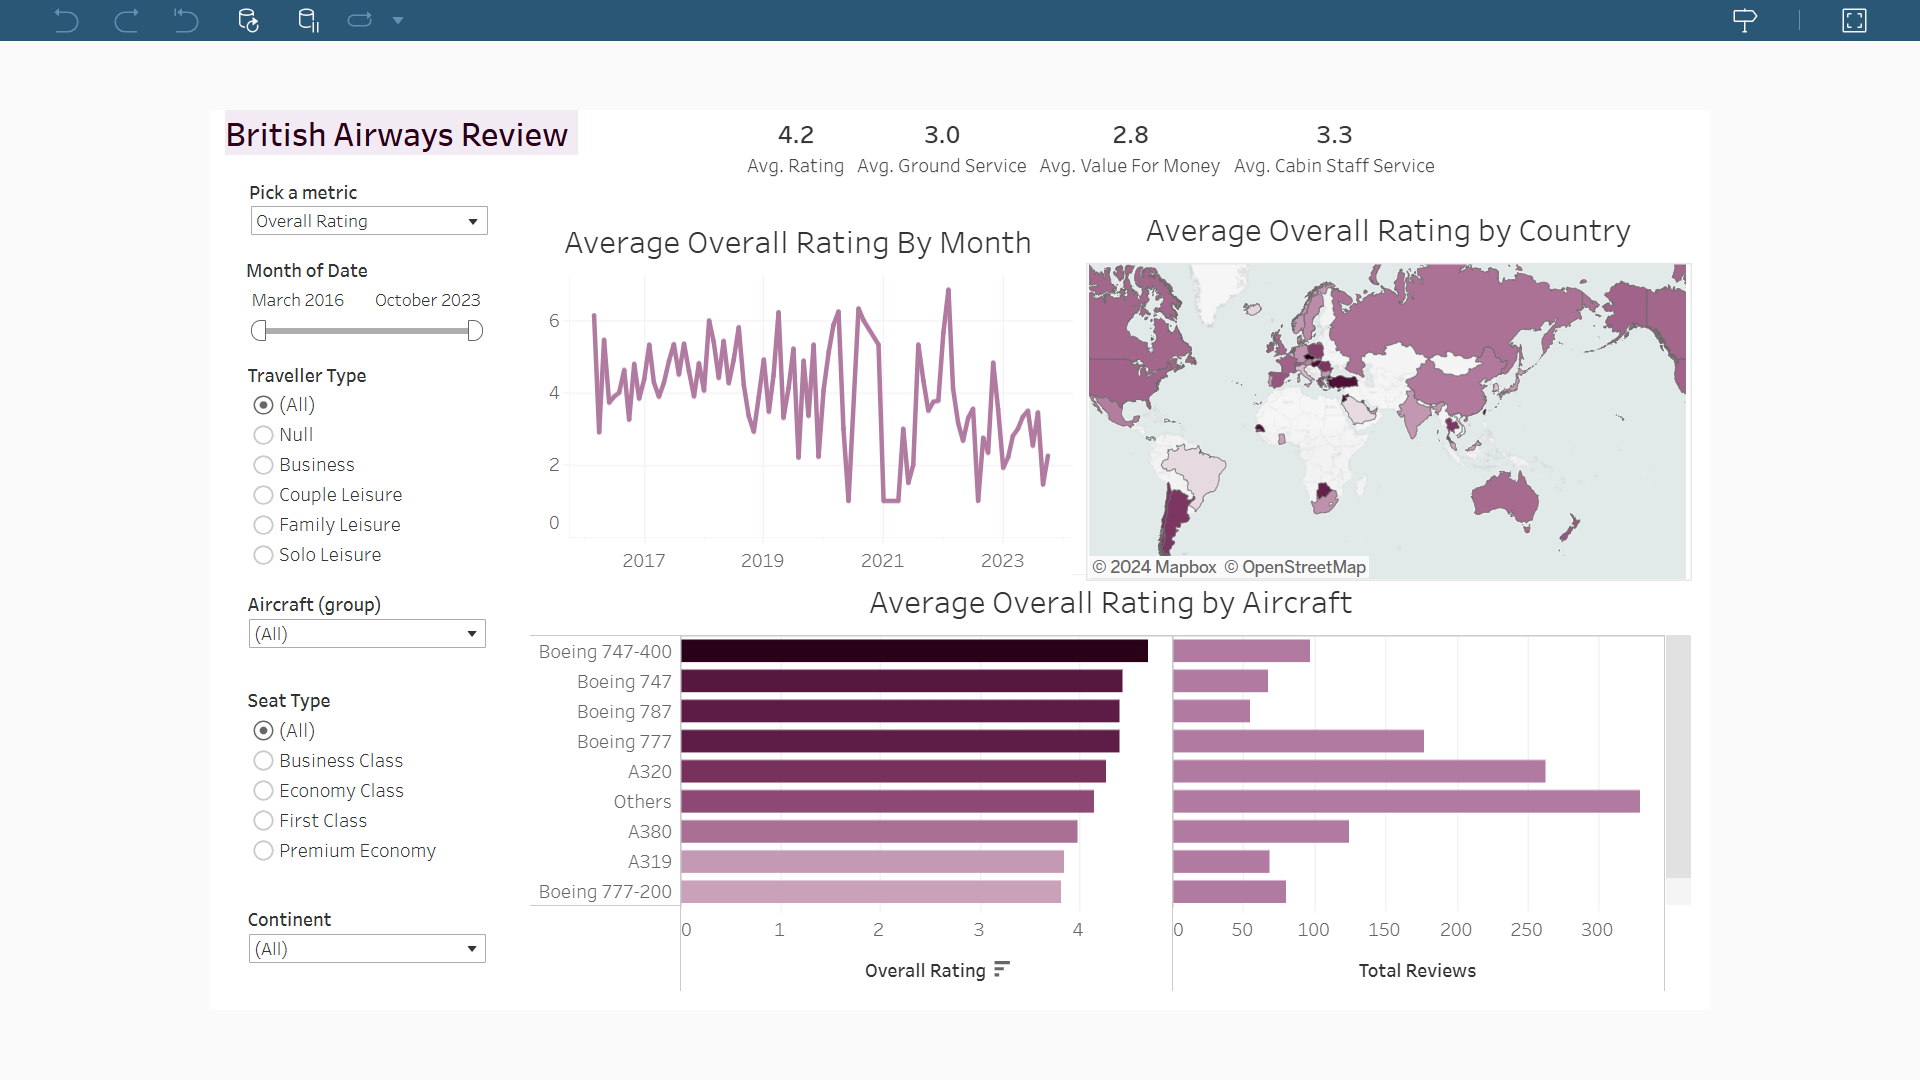 British Airways Review
4.2
Avg. Rating
3.0
Avg. Ground Service
2.8
Avg. Value For Money
3.3
Avg. Cabin Staff Service
Pick a metric
Overall Rating
Month of Date
March 2016
October 2023
Traveller Type
(All)
Null
Business
Couple Leisure
Family Leisure
Solo Leisure
Aircraft (group)
(All)
Seat Type
(All)
Business Class
Economy Class
First Class
Premium Economy
Continent
(All)
Average Overall Rating By Month
6
4
2
0
2017
2019
2021
2023
Average Overall Rating by Country
© 2024 Mapbox © OpenStreetMap
Average Overall Rating by Aircraft
Boeing 747-400
Boeing 747
Boeing 787
Boeing 777
A320
Others
A380
A319
Boeing 777-200
0
1
2
3
4
Overall Rating
0
50
100
150
200
250
300
Total Reviews